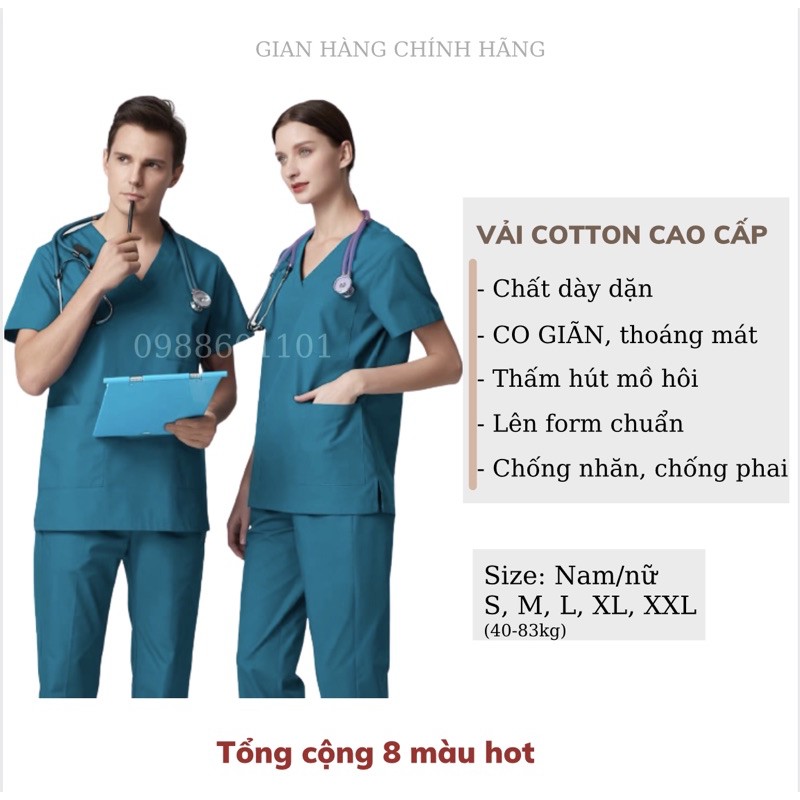 GIAN HÀNG CHÍNH HÃNG
VẢI COTTON CAO CẤP
- Chất dày dặn
- CO GIÃN, thoáng mát
- Thấm hút mồ hôi
- Lên form chuẩn
- Chống nhăn, chống phai
Size: Nam/nữ
S, M, L, XL, XXL
(40-83kg)
Tổng cộng 8 màu hot